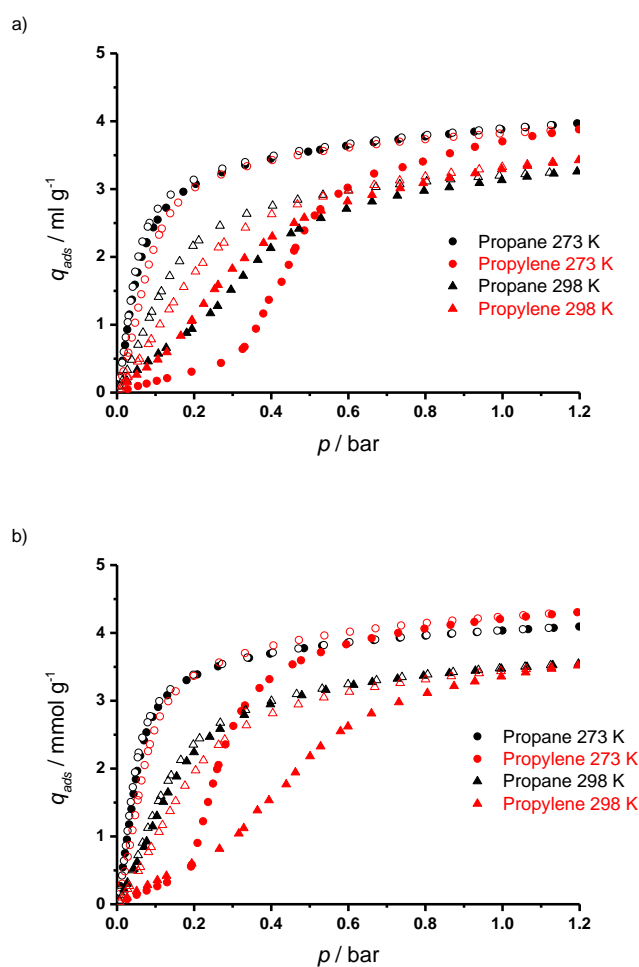 a)
5
4
3
2
1
0
q_ads / ml g⁻¹
Propane 273 K
Propylene 273 K
Propane 298 K
Propylene 298 K
0.0 0.2 0.4 0.6 0.8 1.0 1.2
p / bar
b)
5
4
3
2
1
0
q_ads / mmol g⁻¹
Propane 273 K
Propylene 273 K
Propane 298 K
Propylene 298 K
0.0 0.2 0.4 0.6 0.8 1.0 1.2
p / bar